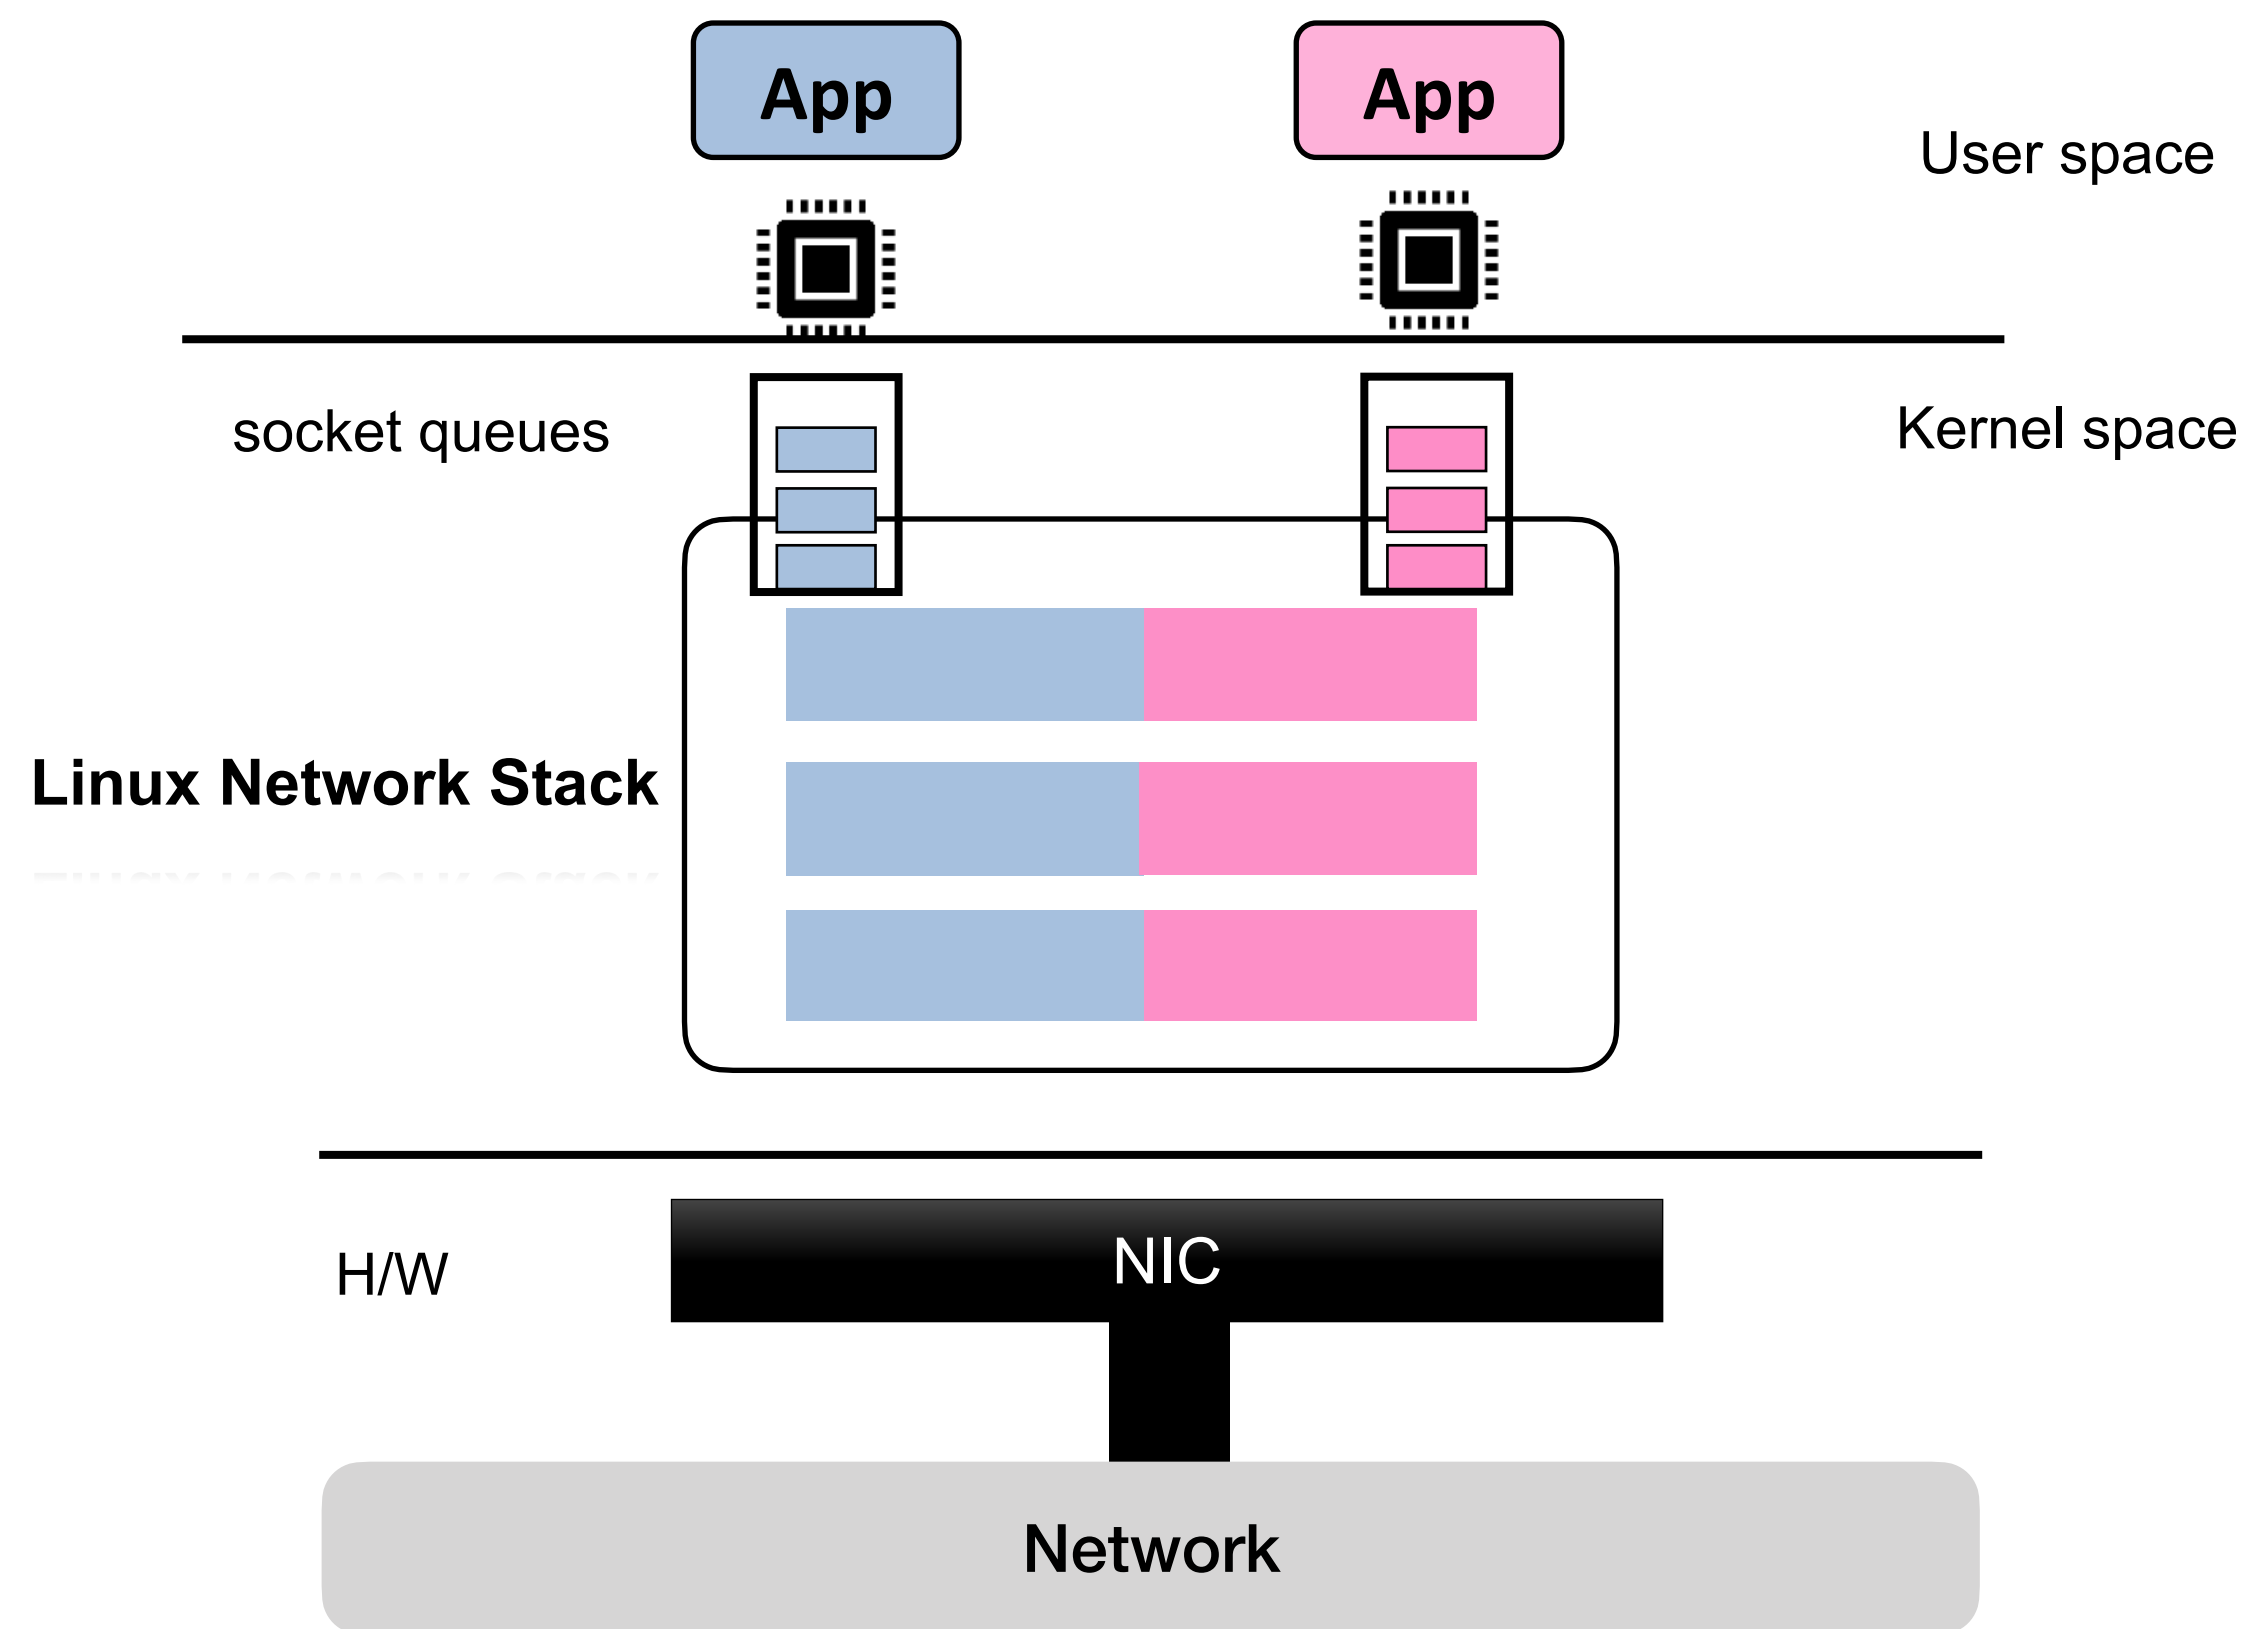 App
App
User space
socket queues
Kernel space
Linux Network Stack
NIC
H/W
Network